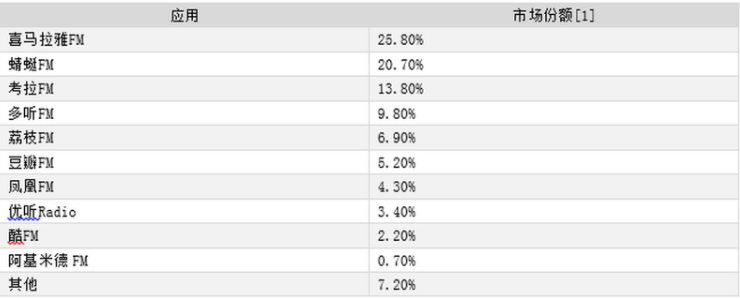 应用 市场份额[1]
喜马拉雅FM 25.80%
蜻蜓FM 20.70%
考拉FM 13.80%
多听FM 9.80%
荔枝FM 6.90%
豆瓣FM 5.20%
凤凰FM 4.30%
优听Radio 3.40%
酷FM 2.20%
阿基米德 FM 0.70%
其他 7.20%